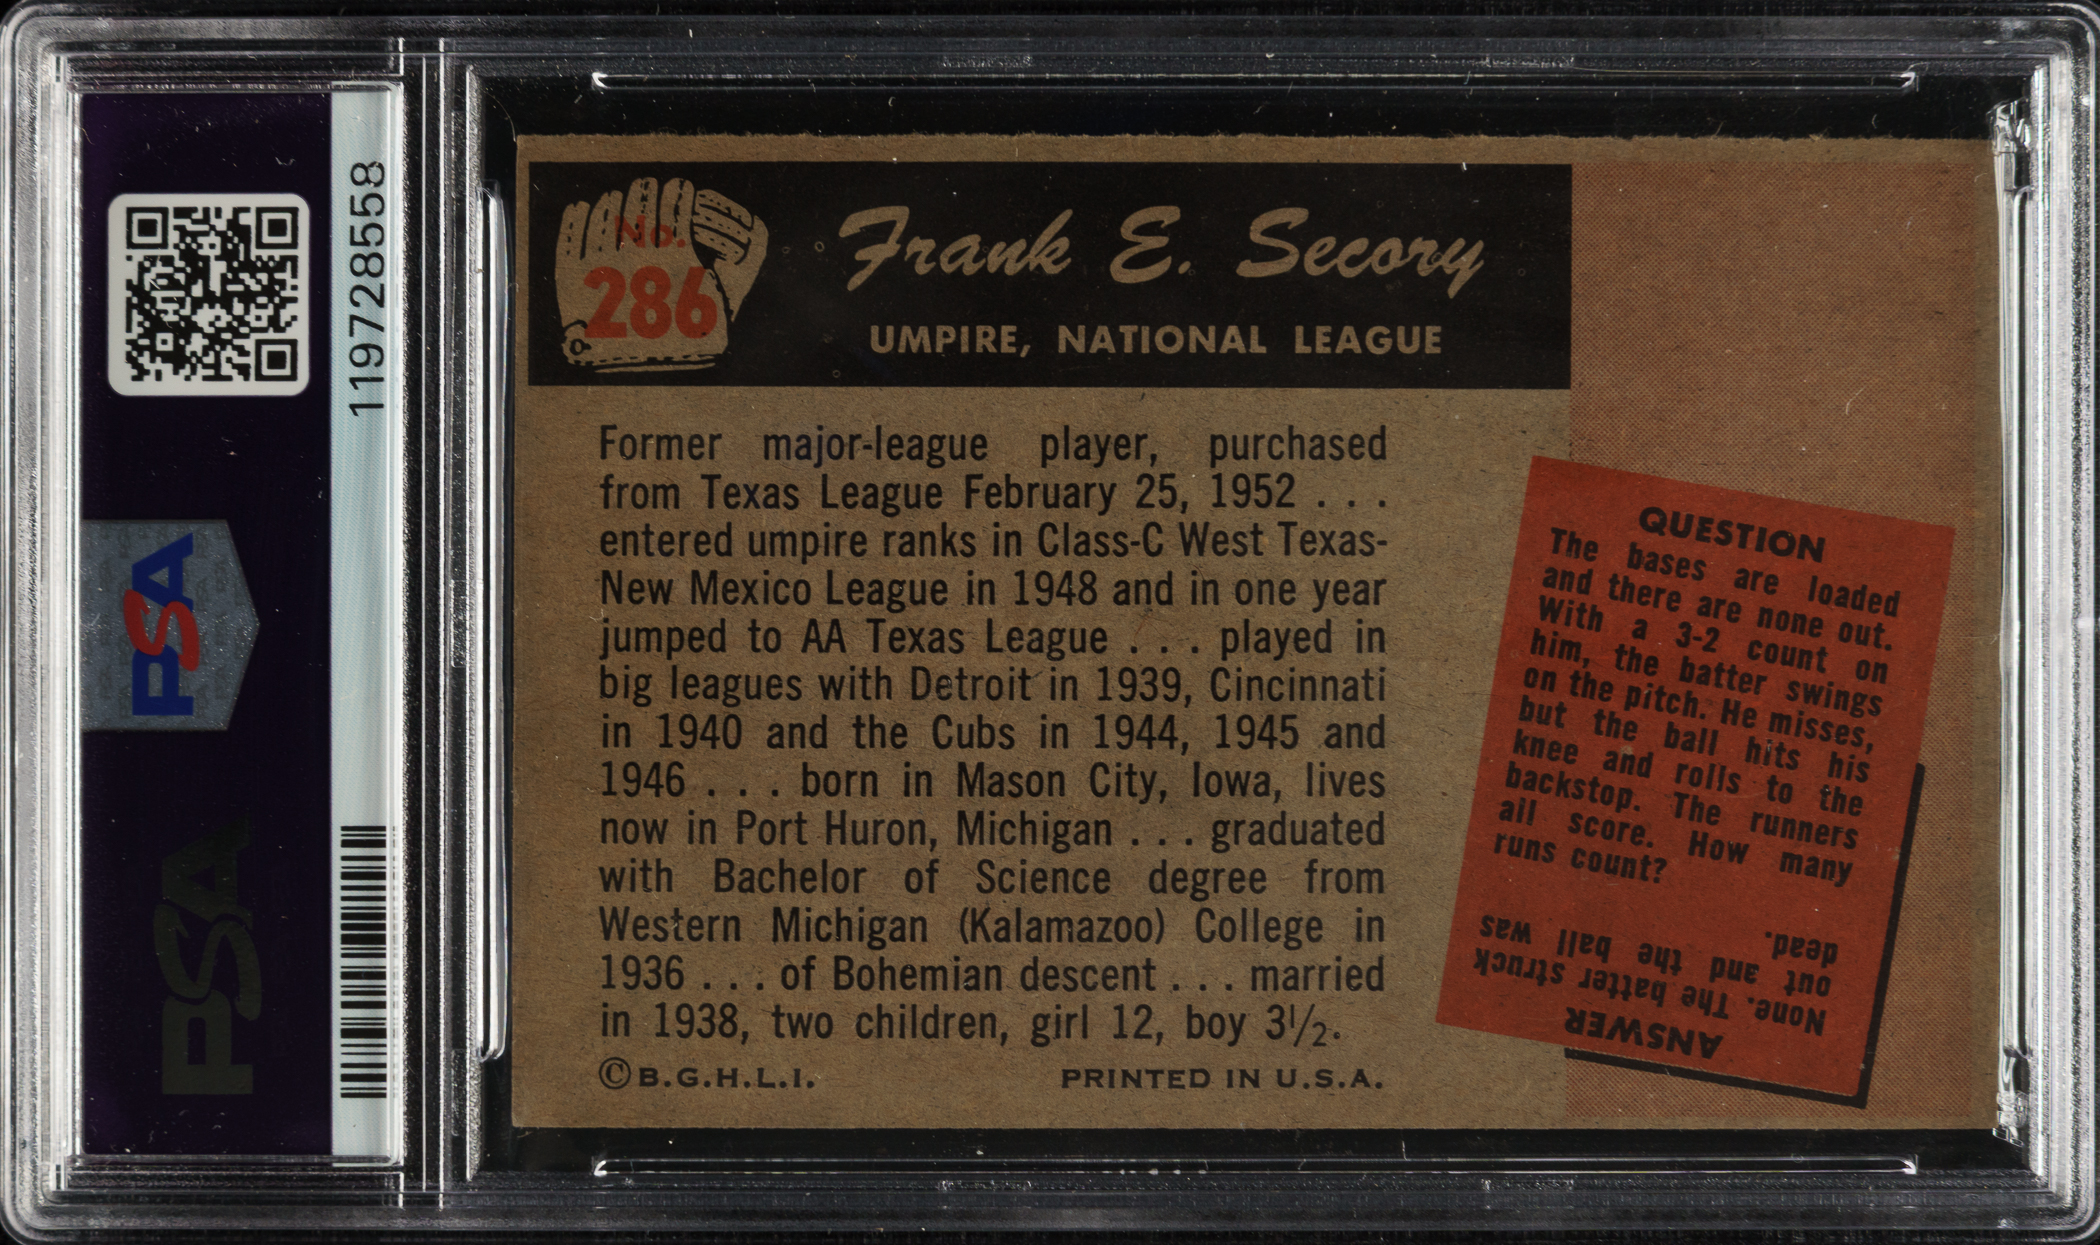 119728558
PSA
PSA
No.
286
Frank E. Secory
UMPIRE, NATIONAL LEAGUE
Former major-league player, purchased
from Texas League February 25, 1952 . . .
entered umpire ranks in Class-C West Texas-
New Mexico League in 1948 and in one year
jumped to AA Texas League . . . played in
big leagues with Detroit in 1939, Cincinnati
in 1940 and the Cubs in 1944, 1945 and
1946 . . . born in Mason City, Iowa, lives
now in Port Huron, Michigan . . . graduated
with Bachelor of Science degree from
Western Michigan (Kalamazoo) College in
1936 . . . of Bohemian descent . . . married
in 1938, two children, girl 12, boy 3½.
© B.G.H.L.I. PRINTED IN U.S.A.
QUESTION
The bases are loaded
and there are none out.
With a 3-2 count on
him, the batter swings
on the pitch. He misses,
but the ball hits his
knee and rolls to the
backstop. The runners
all score. How many
runs count?
ANSWER
None. The batter struck
out and the ball was
dead.